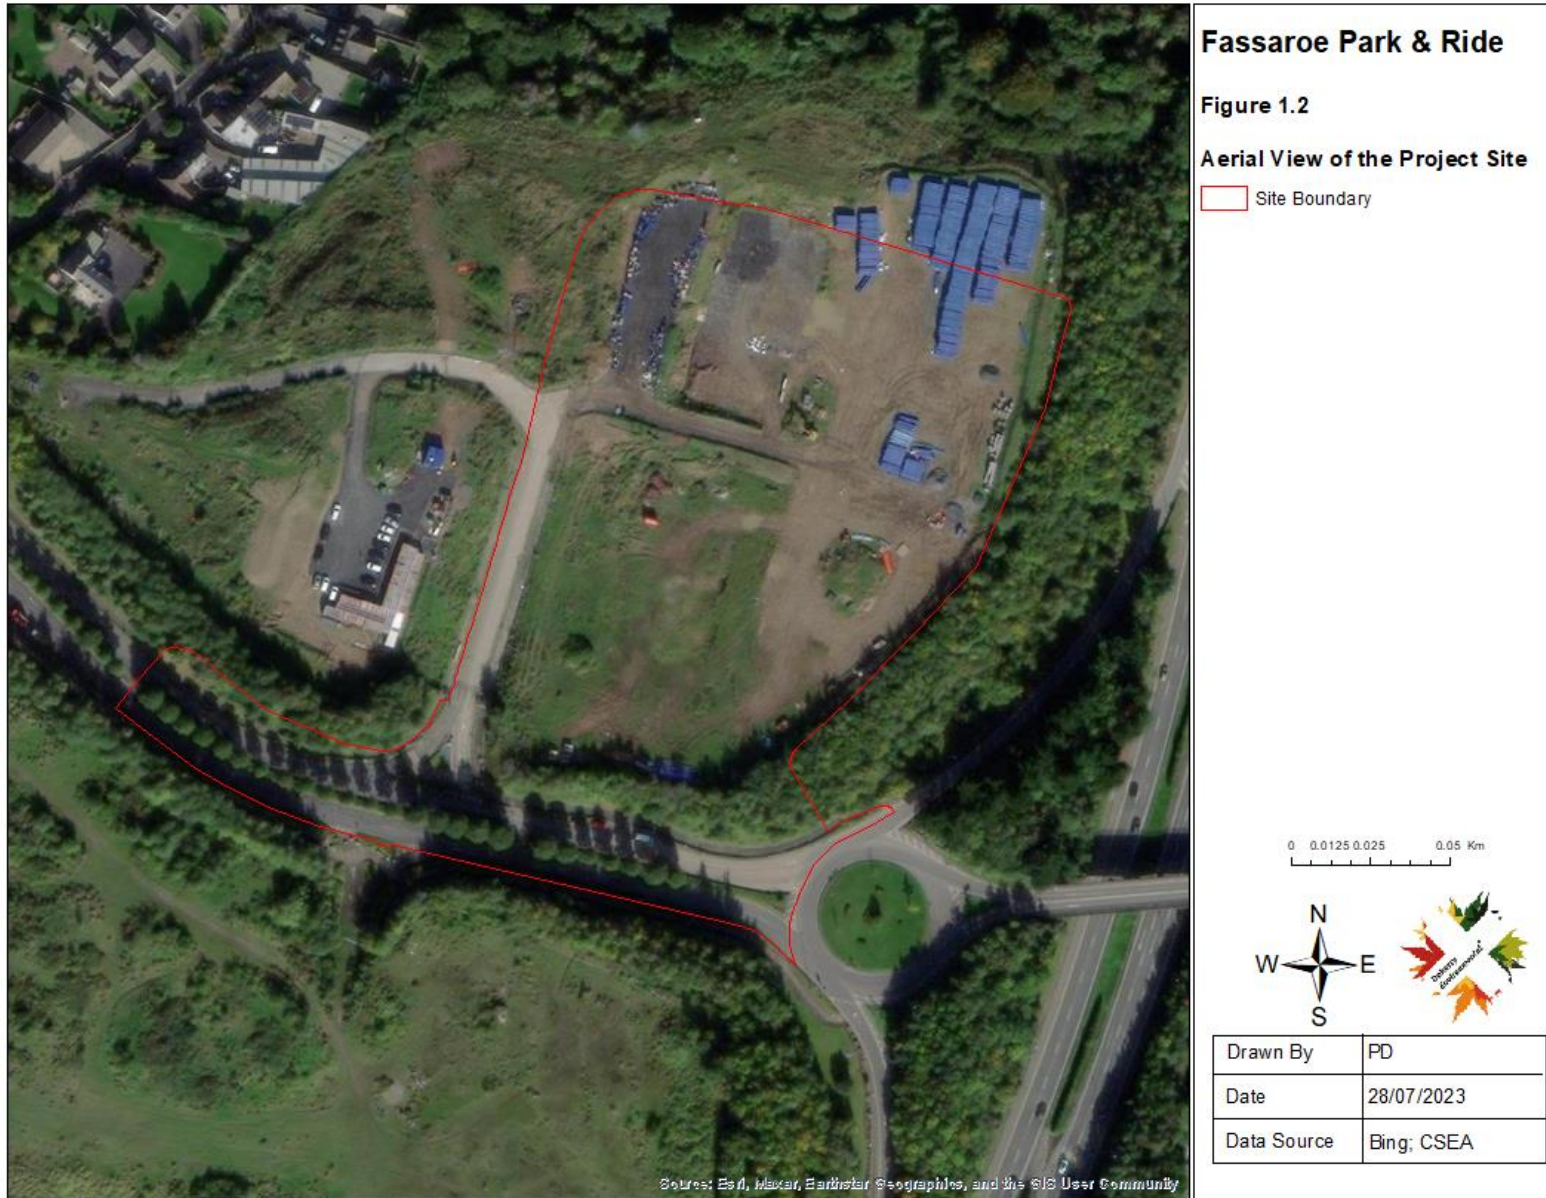 Fassaroe Park & Ride
Figure 1.2
Aerial View of the Project Site
Site Boundary
0 0.0125 0.025 0.05 Km
N
W E
S
Doherty
Environmental
Drawn By PD
Date 28/07/2023
Data Source Bing; CSEA
Source: Esri, Maxar, Earthstar Geographics, and the GIS User Community